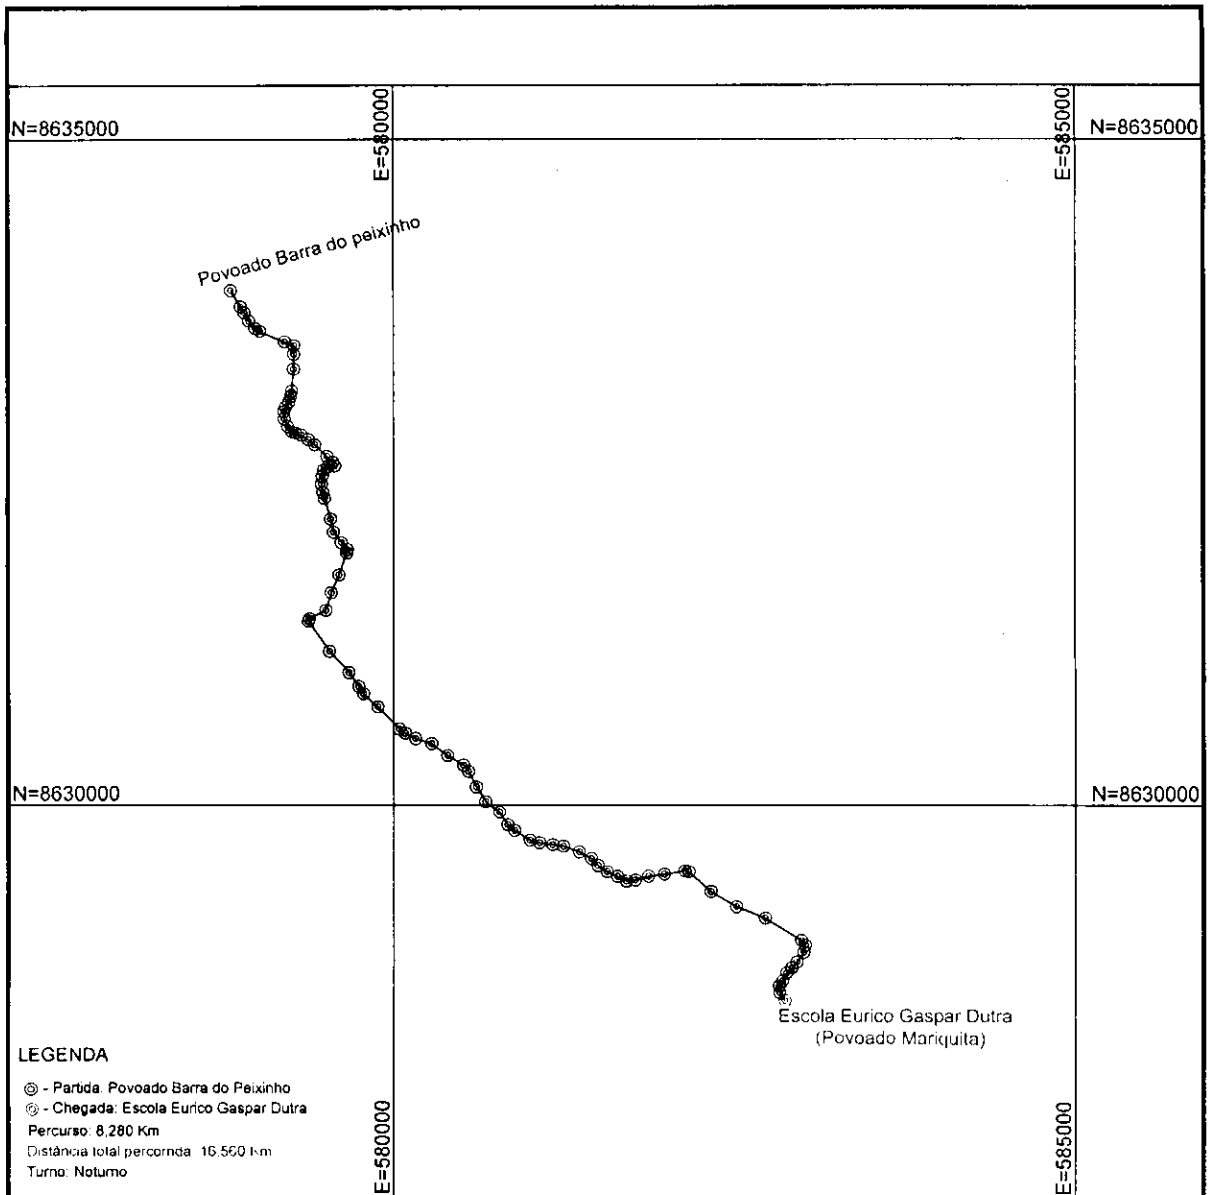 E=580000
E=585000
N=8635000
N=8635000
Povoado Barra do peixinho
N=8630000
N=8630000
Escola Eurico Gaspar Dutra
(Povoado Mariquita)
LEGENDA
- Partida: Povoado Barra do Peixinho
- Chegada: Escola Eurico Gaspar Dutra
Percurso: 8,280 Km
Distância total percorrida: 16,560 km
Turno: Noturno
E=580000
E=585000